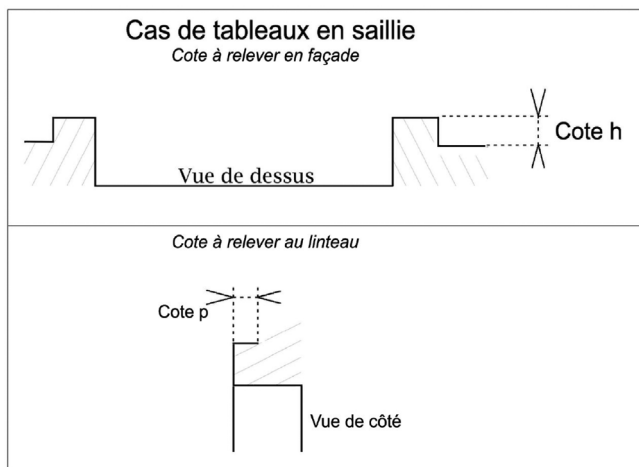 Cas de tableaux en saillie
Cote à relever en façade
Cote h
Vue de dessus
Cote à relever au linteau
Cote p
Vue de côté